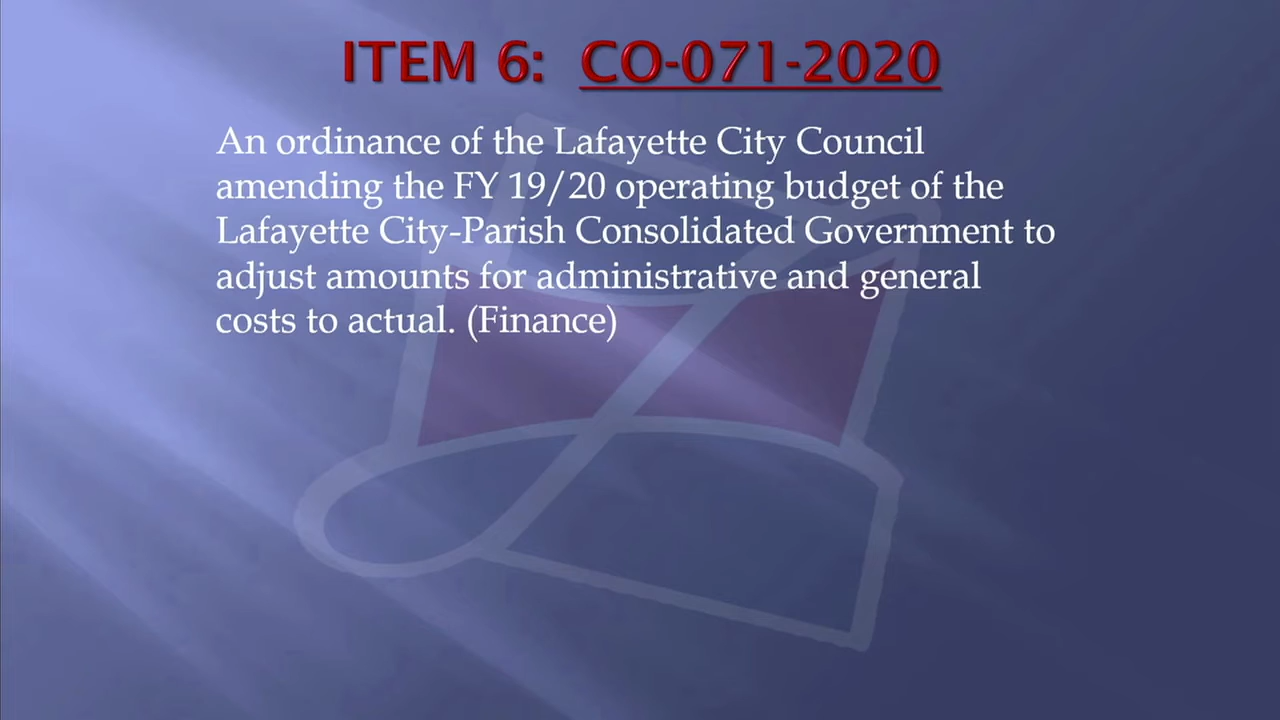 ITEM 6: CO-071-2020
An ordinance of the Lafayette City Council
amending the FY 19/20 operating budget of the
Lafayette City-Parish Consolidated Government to
adjust amounts for administrative and general
costs to actual. (Finance)